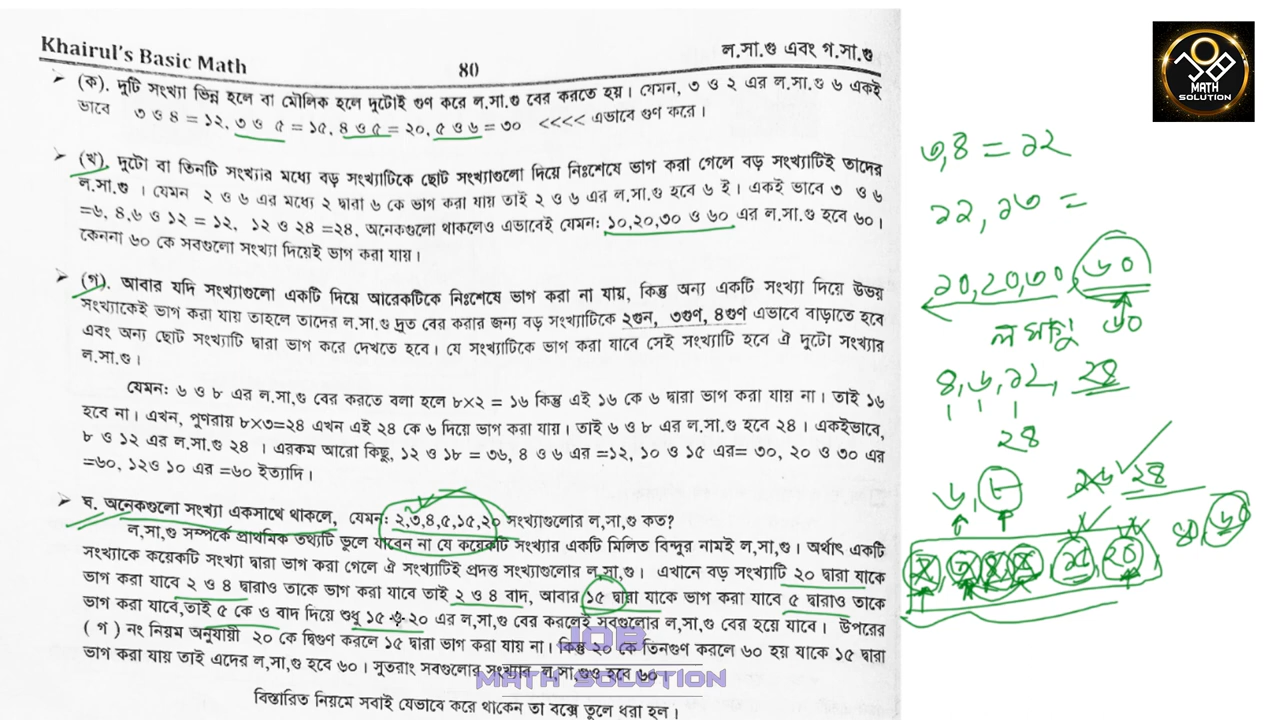 Khairul's Basic Math
80
ল.সা.গু এবং গ.সা.গু
MATH
SOLUTION
➤ (ক). দুটি সংখ্যা ভিন্ন হলে বা মৌলিক হলে দুটোই গুণ করে ল.সা.গু বের করতে হয়। যেমন, ৩ ও ২ এর ল.সা.গু ৬ একই
ভাবে ৩ ও ৪ = ১২, ৩ ও ৫ = ১৫, ৪ ও ৫ = ২০, ৫ ও ৬ = ৩০ <<<< এভাবে গুণ করে।
➤ (খ). দুটো বা তিনটি সংখ্যার মধ্যে বড় সংখ্যাটিকে ছোট সংখ্যাগুলো দিয়ে নিঃশেষে ভাগ করা গেলে বড় সংখ্যাটিই তাদের
ল.সা.গু । যেমন ২ ও ৬ এর মধ্যে ২ দ্বারা ৬ কে ভাগ করা যায় তাই ২ ও ৬ এর ল.সা.গু হবে ৬ ই। একই ভাবে ৩ ও ৬
=৬, ৪,৬ ও ১২ = ১২, ১২ ও ২৪ =২৪, অনেকগুলো থাকলেও এভাবেই যেমন: ১০,২০,৩০ ও ৬০ এর ল.সা.গু হবে ৬০।
কেননা ৬০ কে সবগুলো সংখ্যা দিয়েই ভাগ করা যায়।
➤ (গ). আবার যদি সংখ্যাগুলো একটি দিয়ে আরেকটিকে নিঃশেষে ভাগ করা না যায়, কিন্তু অন্য একটি সংখ্যা দিয়ে উভয়
সংখ্যাকেই ভাগ করা যায় তাহলে তাদের ল.সা.গু দ্রুত বের করার জন্য বড় সংখ্যাটিকে ২গুন, ৩গুণ, ৪গুণ এভাবে বাড়াতে হবে
এবং অন্য ছোট সংখ্যাটি দ্বারা ভাগ করে দেখতে হবে। যে সংখ্যাটিকে ভাগ করা যাবে সেই সংখ্যাটি হবে ঐ দুটো সংখ্যার
ল.সা.গু।
যেমন: ৬ ও ৮ এর ল.সা,গু বের করতে বলা হলে ৮×২ = ১৬ কিন্তু এই ১৬ কে ৬ দ্বারা ভাগ করা যায় না। তাই ১৬
হবে না। এখন, পুণরায় ৮×৩=২৪ এখন এই ২৪ কে ৬ দিয়ে ভাগ করা যায়। তাই ৬ ও ৮ এর ল.সা.গু হবে ২৪। একইভাবে,
৮ ও ১২ এর ল.সা.গু ২৪ । এরকম আরো কিছু, ১২ ও ১৮ = ৩৬, ৪ ও ৬ এর =১২, ১০ ও ১৫ এর= ৩০, ২০ ও ৩০ এর
=৬০, ১২ও ১০ এর =৬০ ইত্যাদি।
➤ ঘ. অনেকগুলো সংখ্যা একসাথে থাকলে, যেমন: ২,৩,৪,৫,১৫,২০ সংখ্যাগুলোর ল,সা,গু কত?
ল,সা,গু সম্পর্কে প্রাথমিক তথ্যটি ভুলে যাবেন না যে কয়েকটি সংখ্যার একটি মিলিত বিন্দুর নামই ল,সা,গু। অর্থাৎ একটি
সংখ্যাকে কয়েকটি সংখ্যা দ্বারা ভাগ করা গেলে ঐ সংখ্যাটিই প্রদত্ত সংখ্যাগুলোর ল,সা,গু। এখানে বড় সংখ্যাটি ২০ দ্বারা যাকে
ভাগ করা যাবে ২ ও ৪ দ্বারাও তাকে ভাগ করা যাবে তাই ২ ও ৪ বাদ, আবার ১৫ দ্বারা যাকে ভাগ করা যাবে ৫ দ্বারাও তাকে
ভাগ করা যাবে,তাই ৫ কে ও বাদ দিয়ে শুধু ১৫ ও ২০ এর ল,সা,গু বের করলেই সবগুলোর ল,সা,গু বের হয়ে যাবে। উপরের
( গ ) নং নিয়ম অনুযায়ী ২০ কে দ্বিগুণ করলে ১৫ দ্বারা ভাগ করা যায় না। কিন্তু ২০ কে তিনগুণ করলে ৬০ হয় যাকে ১৫ দ্বারা
ভাগ করা যায় তাই এদের ল,সা,গু হবে ৬০। সুতরাং সবগুলোর সংখ্যার ল,সা,গুও হবে ৬০।
বিস্তারিত নিয়মে সবাই যেভাবে করে থাকেন তা বক্সে তুলে ধরা হল।
JOB
MATH SOLUTION
৩,৪ = ১২
১২, ১৩ =
১০,২০,৩০, ৬০
ল সাগু ৬০
৪,৬,১২, ২৪
২৪
৬, ৮ ১৬ ২৪
৪০, ৬০